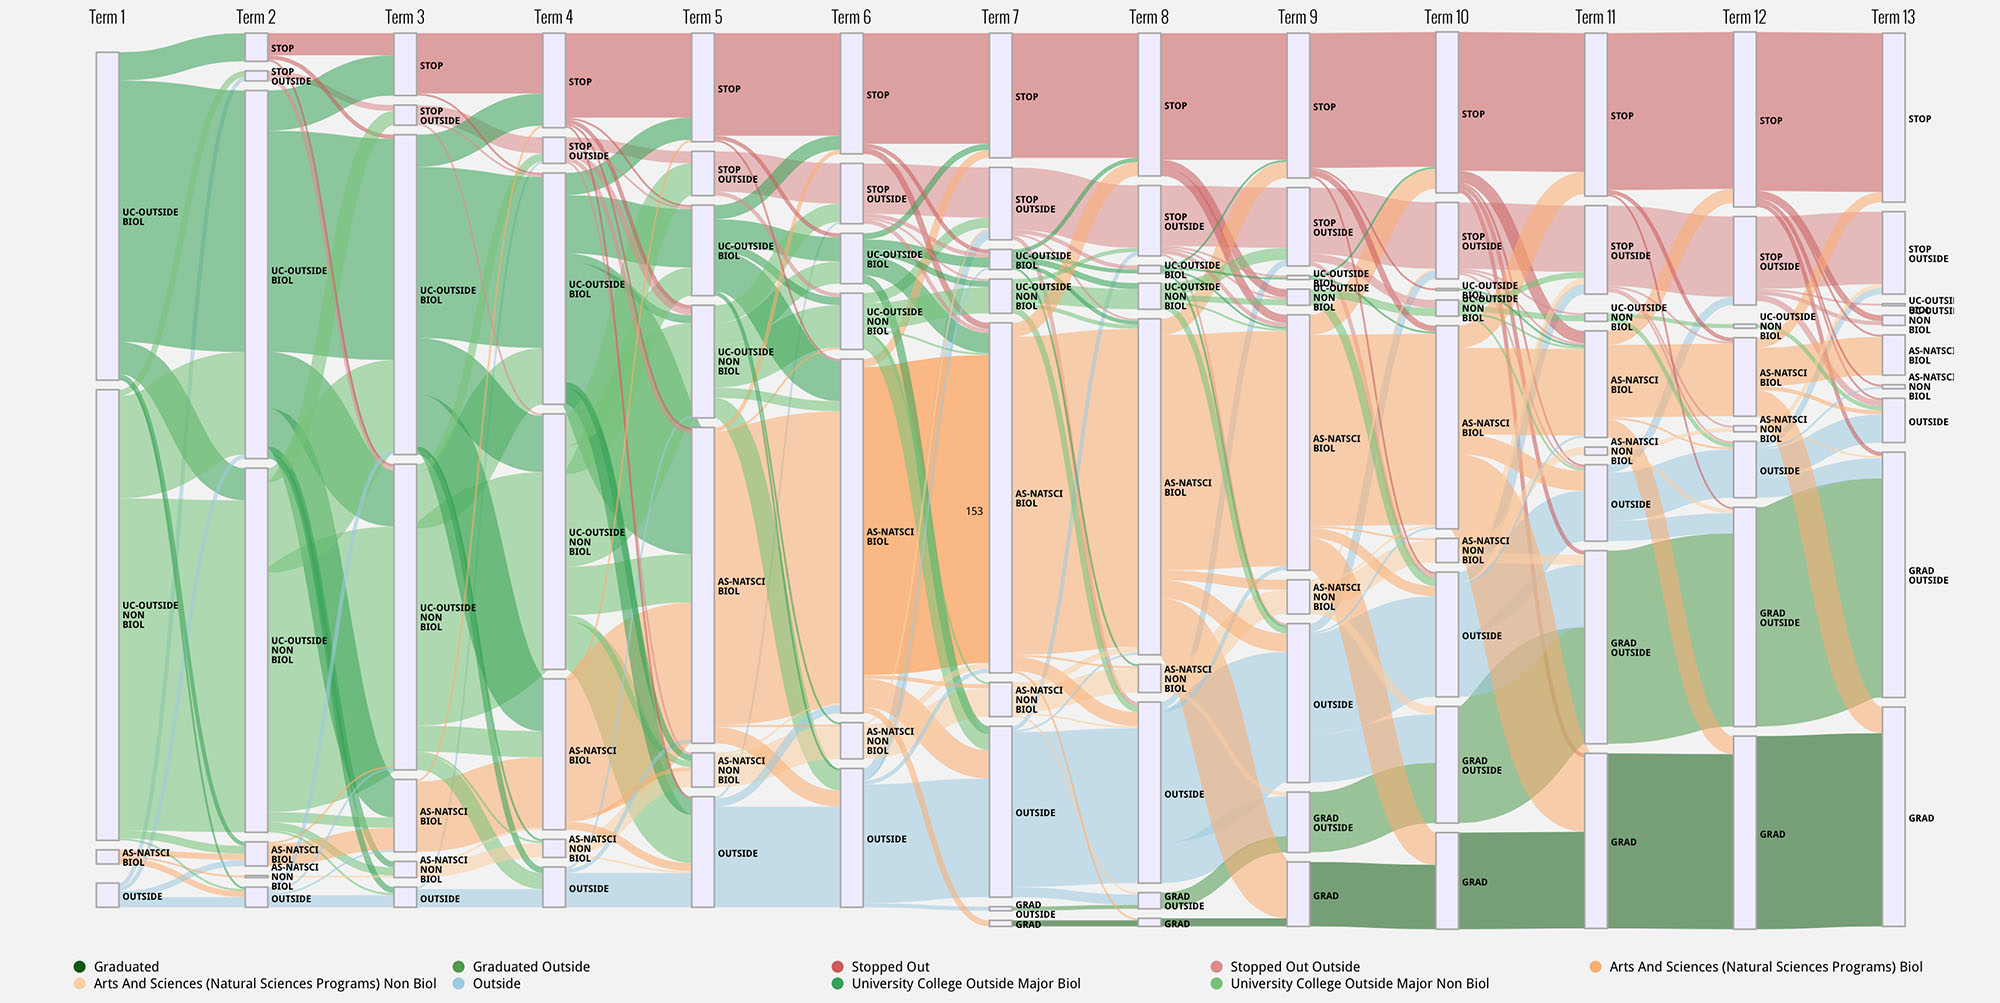 Term 1
Term 2
Term 3
Term 4
Term 5
Term 6
Term 7
Term 8
Term 9
Term 10
Term 11
Term 12
Term 13
UC-OUTSIDE
BIOL
UC-OUTSIDE
NON
BIOL
AS-NATSCI
BIOL
OUTSIDE
STOP
STOP
OUTSIDE
UC-OUTSIDE
BIOL
UC-OUTSIDE
NON
BIOL
AS-NATSCI
BIOL
AS-NATSCI
NON
BIOL
OUTSIDE
STOP
STOP
OUTSIDE
UC-OUTSIDE
BIOL
UC-OUTSIDE
NON
BIOL
AS-NATSCI
BIOL
AS-NATSCI
NON
BIOL
OUTSIDE
STOP
STOP
OUTSIDE
UC-OUTSIDE
BIOL
UC-OUTSIDE
NON
BIOL
AS-NATSCI
BIOL
AS-NATSCI
NON
BIOL
OUTSIDE
STOP
STOP
OUTSIDE
UC-OUTSIDE
BIOL
UC-OUTSIDE
NON
BIOL
AS-NATSCI
BIOL
AS-NATSCI
NON
BIOL
OUTSIDE
STOP
STOP
OUTSIDE
UC-OUTSIDE
BIOL
UC-OUTSIDE
NON
BIOL
AS-NATSCI
BIOL
AS-NATSCI
NON
BIOL
OUTSIDE
153
STOP
STOP
OUTSIDE
UC-OUTSIDE
BIOL
UC-OUTSIDE
NON
BIOL
AS-NATSCI
BIOL
AS-NATSCI
NON
BIOL
OUTSIDE
GRAD
OUTSIDE
GRAD
STOP
STOP
OUTSIDE
UC-OUTSIDE
BIOL
UC-OUTSIDE
NON
BIOL
AS-NATSCI
BIOL
AS-NATSCI
NON
BIOL
OUTSIDE
GRAD
OUTSIDE
GRAD
STOP
STOP
OUTSIDE
UC-OUTSIDE
BIOL
UC-OUTSIDE
NON
BIOL
AS-NATSCI
BIOL
AS-NATSCI
NON
BIOL
OUTSIDE
GRAD
OUTSIDE
GRAD
STOP
STOP
OUTSIDE
UC-OUTSIDE
BIOL
UC-OUTSIDE
NON
BIOL
AS-NATSCI
BIOL
AS-NATSCI
NON
BIOL
OUTSIDE
GRAD
OUTSIDE
GRAD
STOP
STOP
OUTSIDE
UC-OUTSIDE
NON
BIOL
AS-NATSCI
BIOL
AS-NATSCI
NON
BIOL
OUTSIDE
GRAD
OUTSIDE
GRAD
STOP
STOP
OUTSIDE
UC-OUTSIDE
NON
BIOL
AS-NATSCI
BIOL
AS-NATSCI
NON
BIOL
OUTSIDE
GRAD
OUTSIDE
GRAD
STOP
STOP
OUTSIDE
BIOL
NON
BIOL
AS-NATSCI
BIOL
AS-NATSCI
NON
BIOL
OUTSIDE
GRAD
OUTSIDE
GRAD
Graduated
Graduated Outside
Stopped Out
Stopped Out Outside
Arts And Sciences (Natural Sciences Programs) Biol
Arts And Sciences (Natural Sciences Programs) Non Biol
Outside
University College Outside Major Biol
University College Outside Major Non Biol